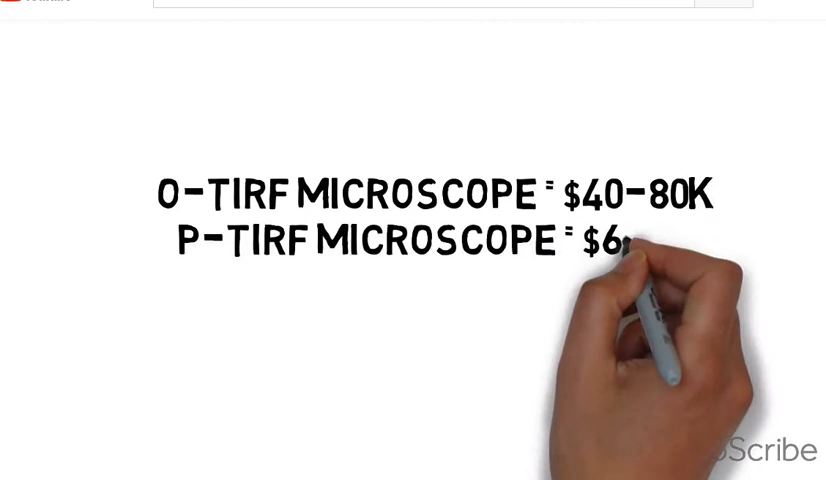 O-TIRF MICROSCOPE = $40-80K
P-TIRF MICROSCOPE = $6
Scribe